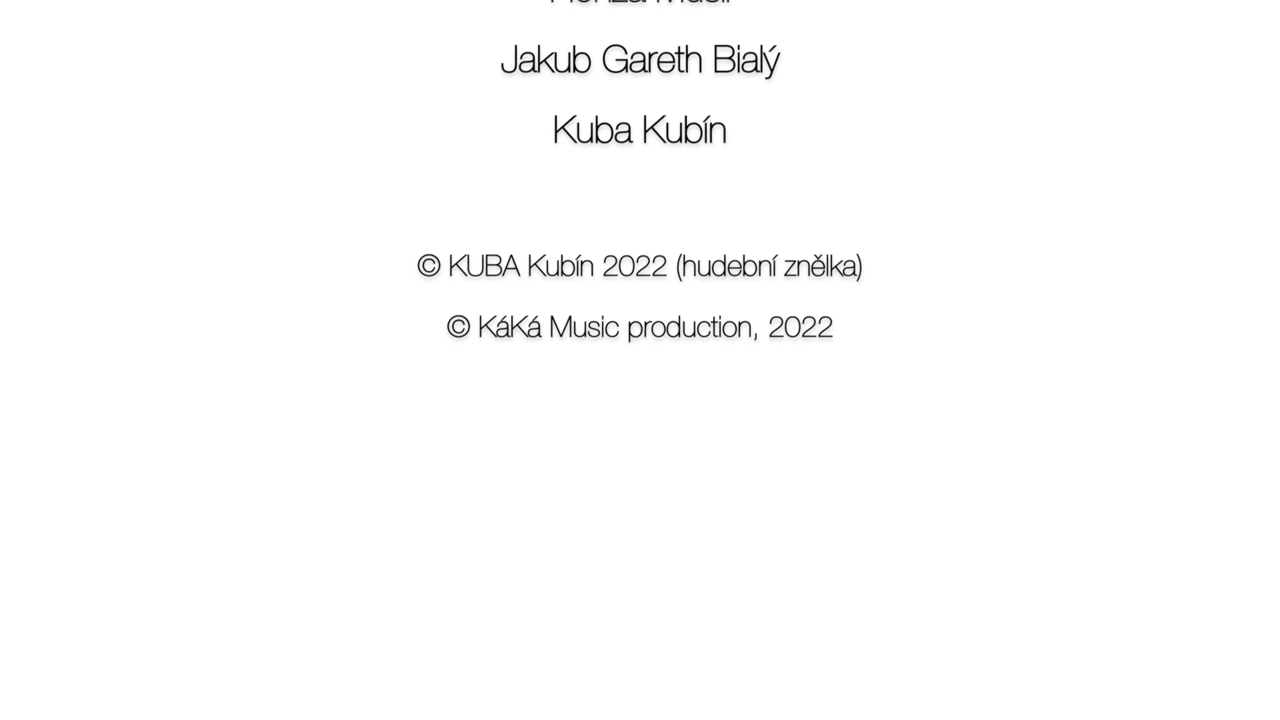 Jakub Gareth Bialý
Kuba Kubín
© KUBA Kubín 2022 (hudební znělka)
© KáKá Music production, 2022